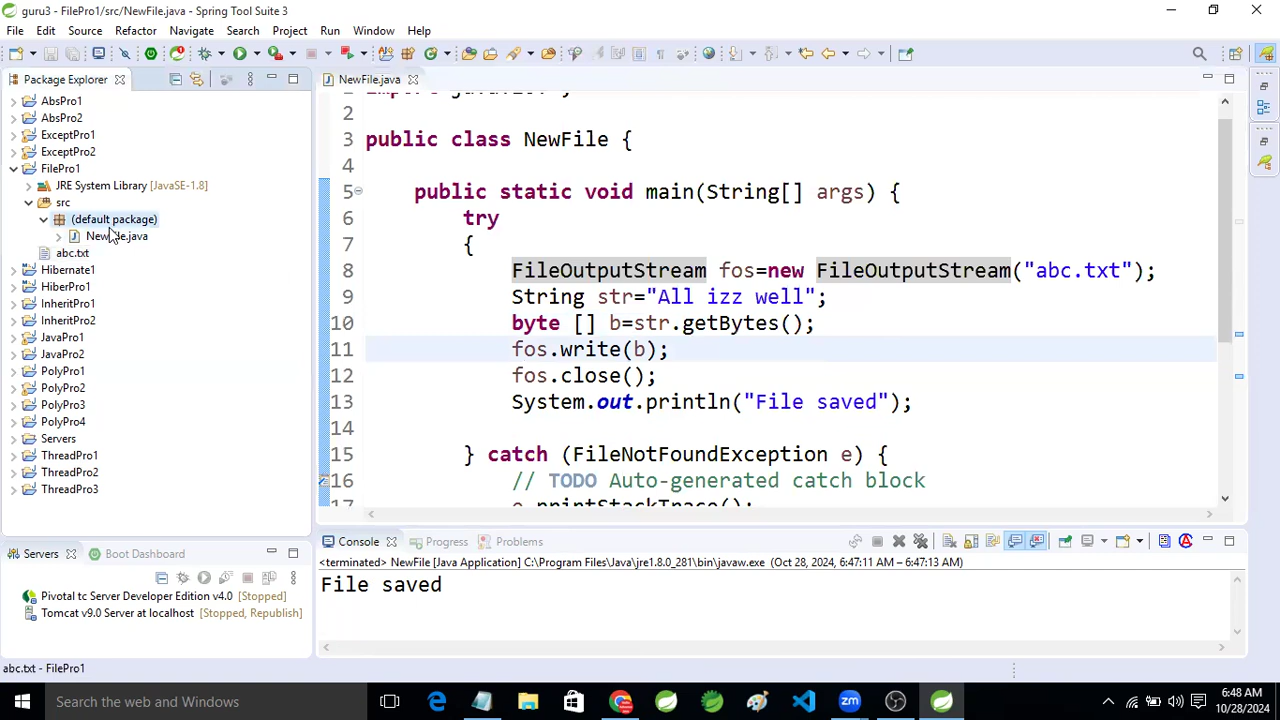 guru3 - FilePro1/src/NewFile.java - Spring Tool Suite 3
File Edit Source Refactor Navigate Search Project Run Window Help
Package Explorer
AbsPro1
AbsPro2
ExceptPro1
ExceptPro2
FilePro1
JRE System Library [JavaSE-1.8]
src
(default package)
NewFile.java
abc.txt
Hibernate1
HiberPro1
InheritPro1
InheritPro2
JavaPro1
JavaPro2
PolyPro1
PolyPro2
PolyPro3
PolyPro4
Servers
ThreadPro1
ThreadPro2
ThreadPro3
Servers Boot Dashboard
Pivotal tc Server Developer Edition v4.0 [Stopped]
Tomcat v9.0 Server at localhost [Stopped, Republish]
NewFile.java
1
2
3 public class NewFile {
4
5 public static void main(String[] args) {
6 try
7 {
8 FileOutputStream fos=new FileOutputStream("abc.txt");
9 String str="All izz well";
10 byte [] b=str.getBytes();
11 fos.write(b);
12 fos.close();
13 System.out.println("File saved");
14
15 } catch (FileNotFoundException e) {
16 // TODO Auto-generated catch block
17 e.printStackTrace();
Console Progress Problems
<terminated> NewFile [Java Application] C:\Program Files\Java\jre1.8.0_281\bin\javaw.exe (Oct 28, 2024, 6:47:11 AM – 6:47:13 AM)
File saved
abc.txt - FilePro1
Search the Web and Windows
zm
6:48 AM
10/28/2024